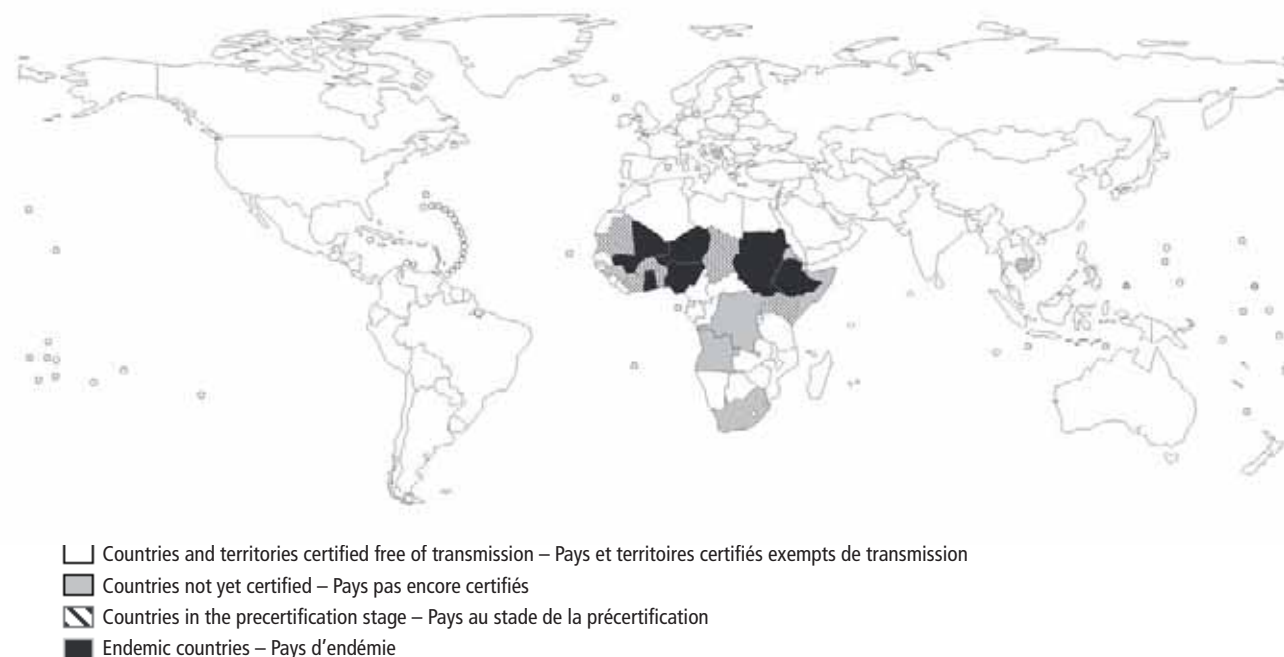 Countries and territories certified free of transmission – Pays et territoires certifiés exempts de transmission
Countries not yet certified – Pays pas encore certifiés
Countries in the precertification stage – Pays au stade de la précertification
Endemic countries – Pays d’endémie